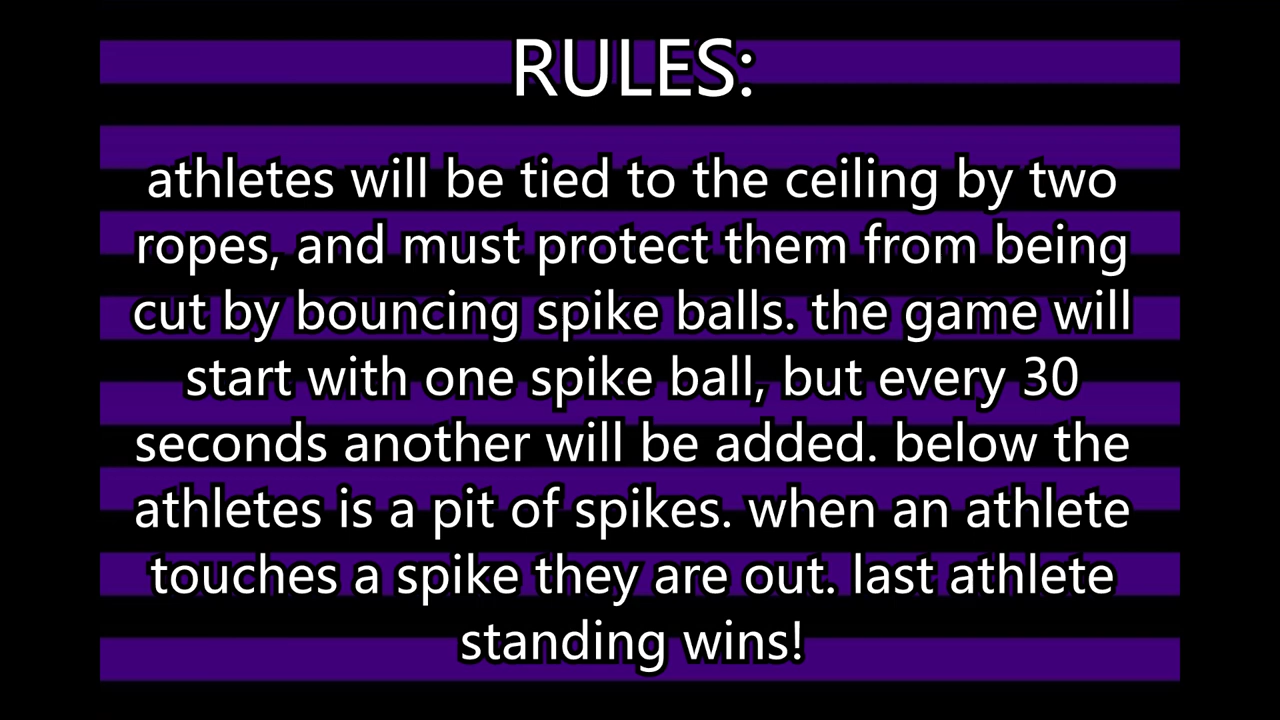 RULES:
athletes will be tied to the ceiling by two
ropes, and must protect them from being
cut by bouncing spike balls. the game will
start with one spike ball, but every 30
seconds another will be added. below the
athletes is a pit of spikes. when an athlete
touches a spike they are out. last athlete
standing wins!